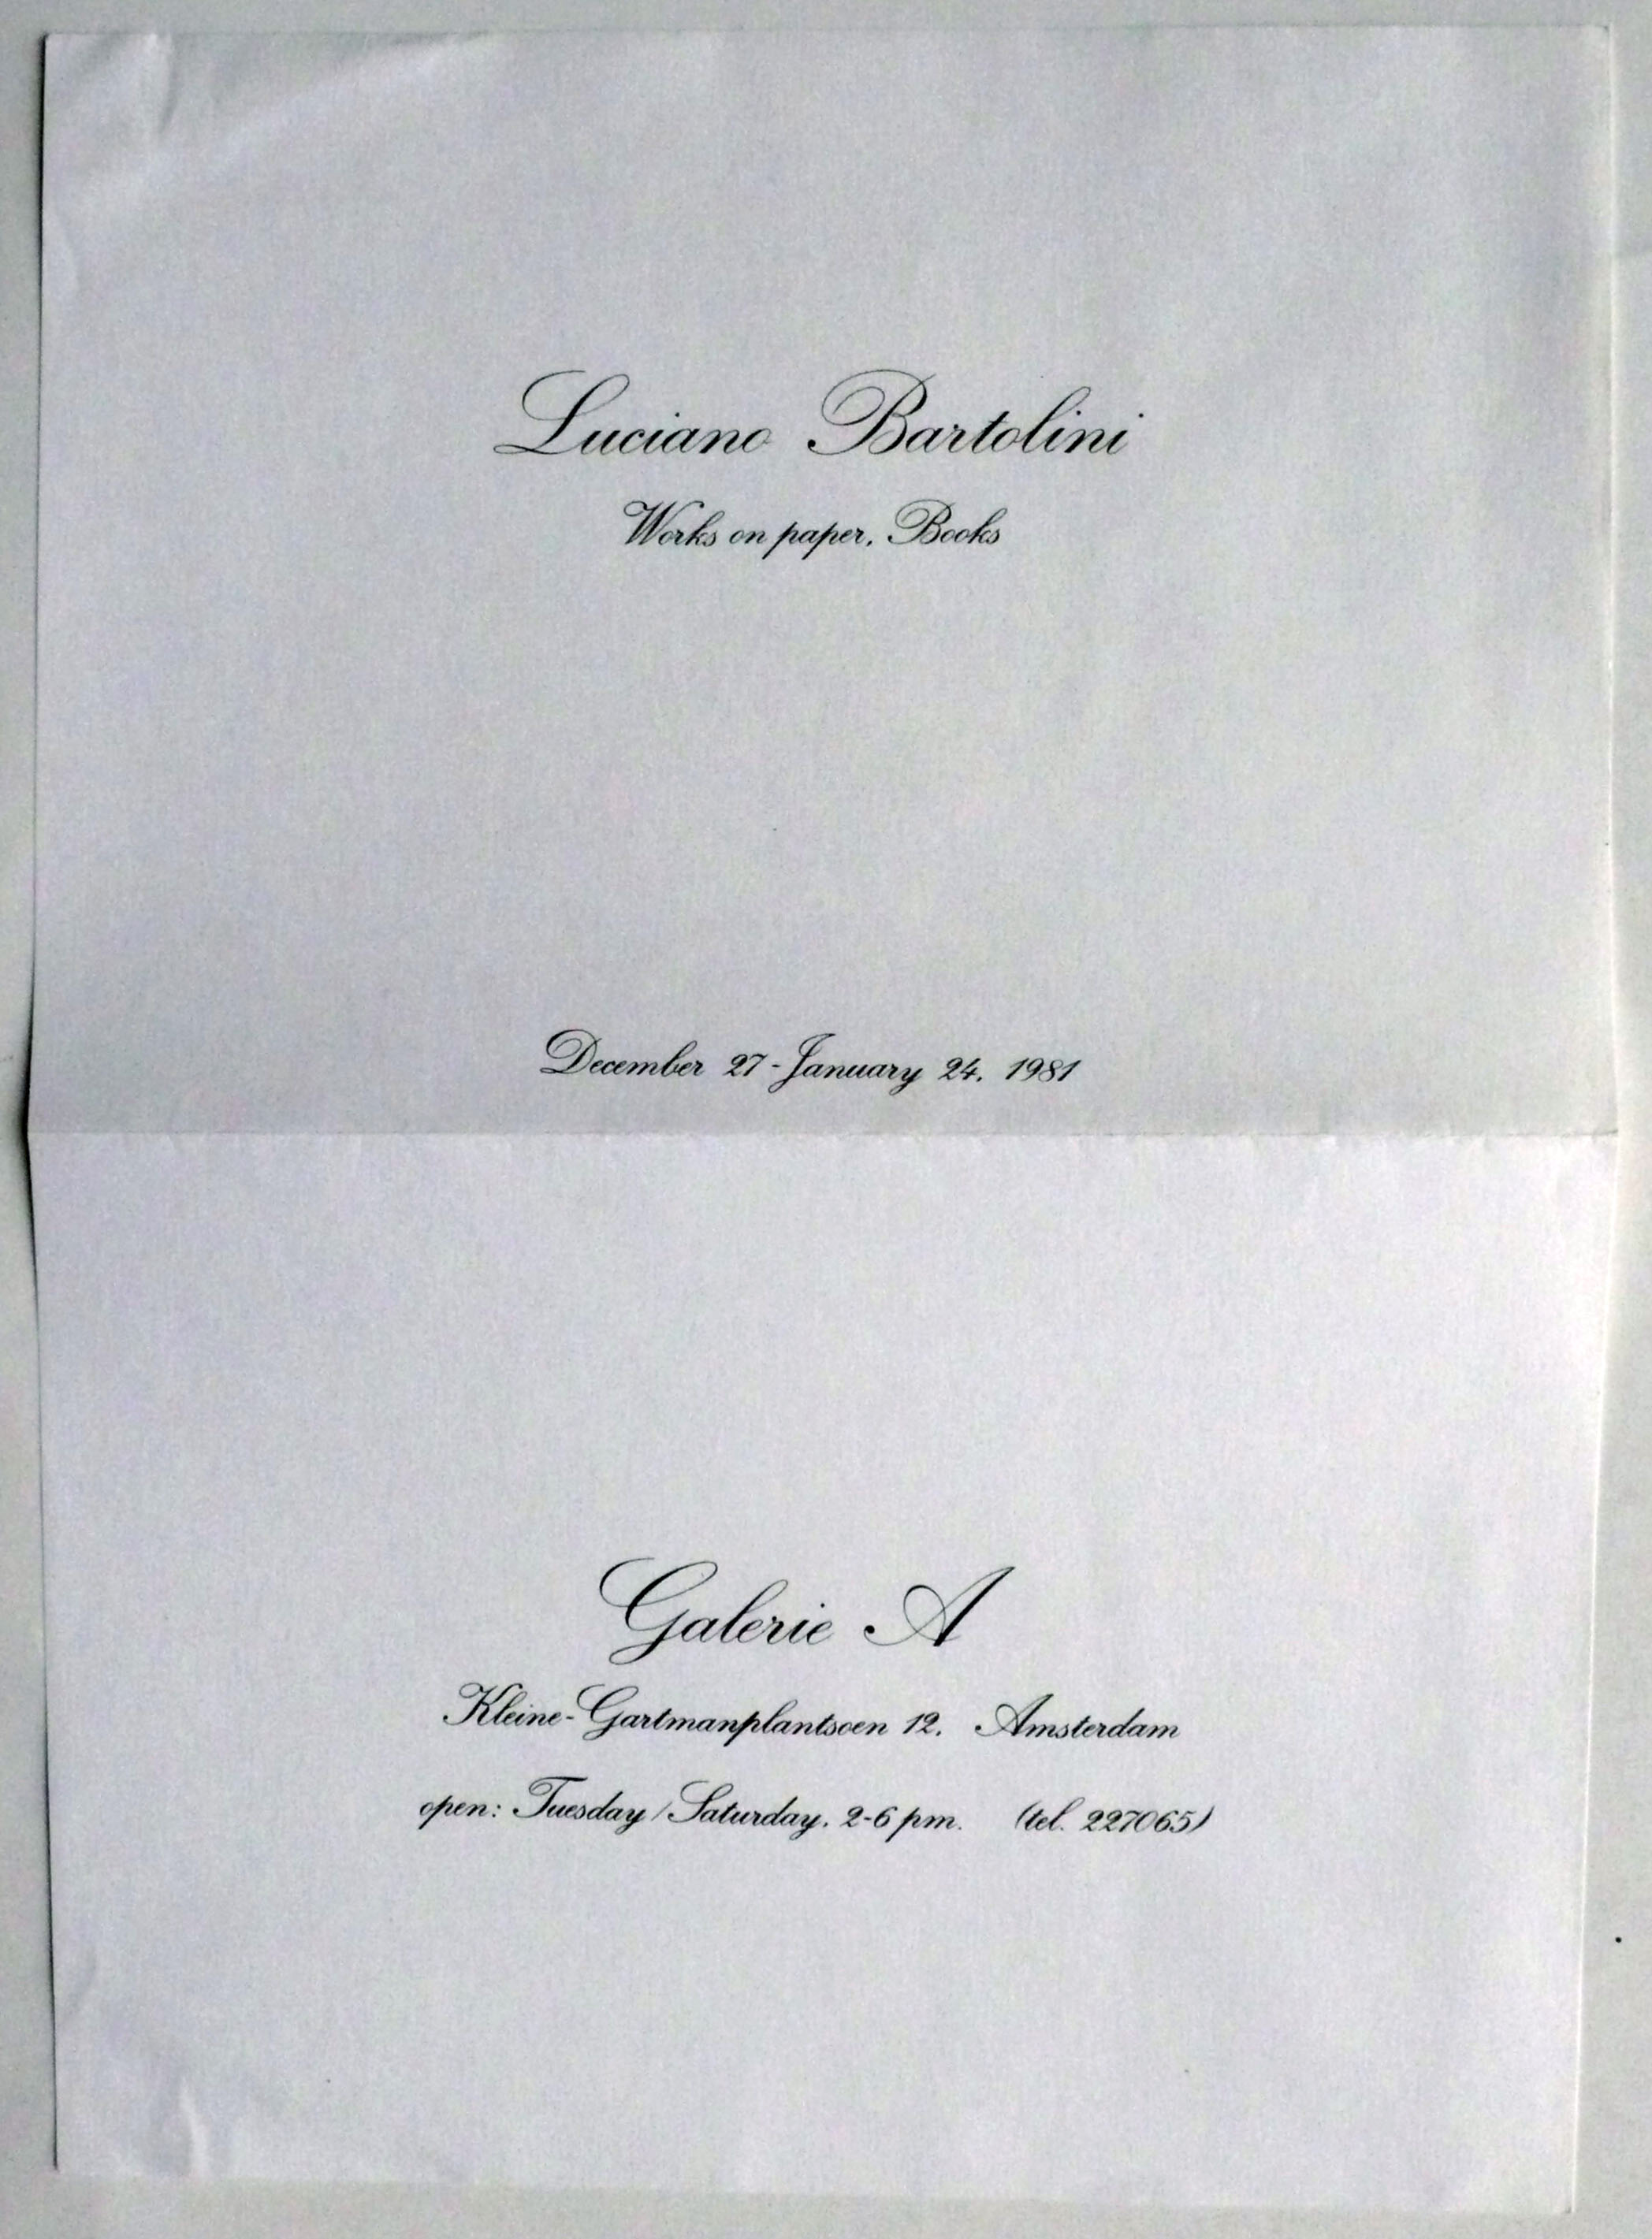 Luciano Bartolini
Works on paper, Books
December 27 - January 24, 1981
Galerie A
Kleine-Gartmanplantsoen 12, Amsterdam
open: Tuesday / Saturday, 2-6 pm. (tel. 227065)